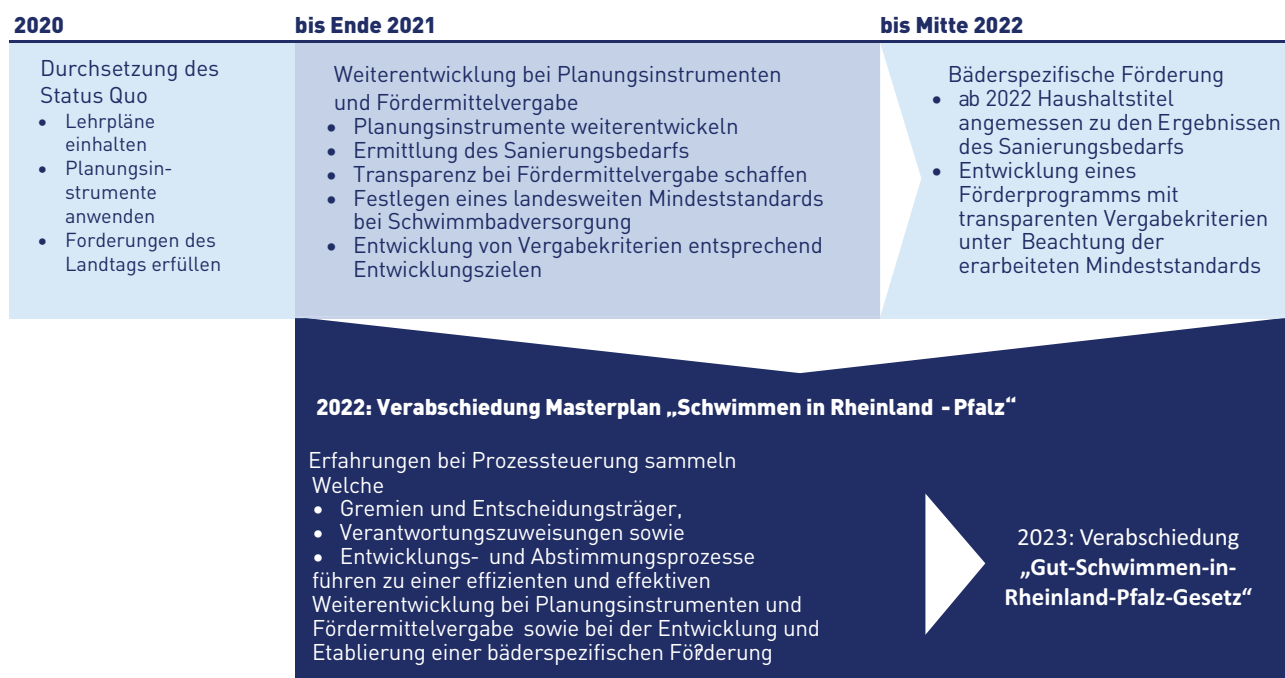 2020
bis Ende 2021
bis Mitte 2022
Durchsetzung des
Status Quo
• Lehrpläne
einhalten
• Planungsin-
strumente
anwenden
• Forderungen des
Landtags erfüllen
Weiterentwicklung bei Planungsinstrumenten
und Fördermittelvergabe
• Planungsinstrumente weiterentwickeln
• Ermittlung des Sanierungsbedarfs
• Transparenz bei Fördermittelvergabe schaffen
• Festlegen eines landesweiten Mindeststandards
bei Schwimmbadversorgung
• Entwicklung von Vergabekriterien entsprechend
Entwicklungszielen
Bäderspezifische Förderung
• ab 2022 Haushaltstitel
angemessen zu den Ergebnissen
des Sanierungsbedarfs
• Entwicklung eines
Förderprogramms mit
transparenten Vergabekriterien
unter Beachtung der
erarbeiteten Mindeststandards
2022: Verabschiedung Masterplan „Schwimmen in Rheinland - Pfalz“
Erfahrungen bei Prozessteuerung sammeln
Welche
• Gremien und Entscheidungsträger,
• Verantwortungszuweisungen sowie
• Entwicklungs- und Abstimmungsprozesse
führen zu einer effizienten und effektiven
Weiterentwicklung bei Planungsinstrumenten und
Fördermittelvergabe sowie bei der Entwicklung und
Etablierung einer bäderspezifischen Förderung?
2023: Verabschiedung
„Gut-Schwimmen-in-
Rheinland-Pfalz-Gesetz“